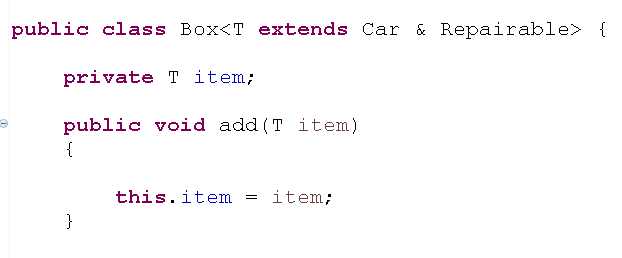 public class Box<T extends Car & Repairable> {
private T item;
public void add(T item)
{
this.item = item;
}